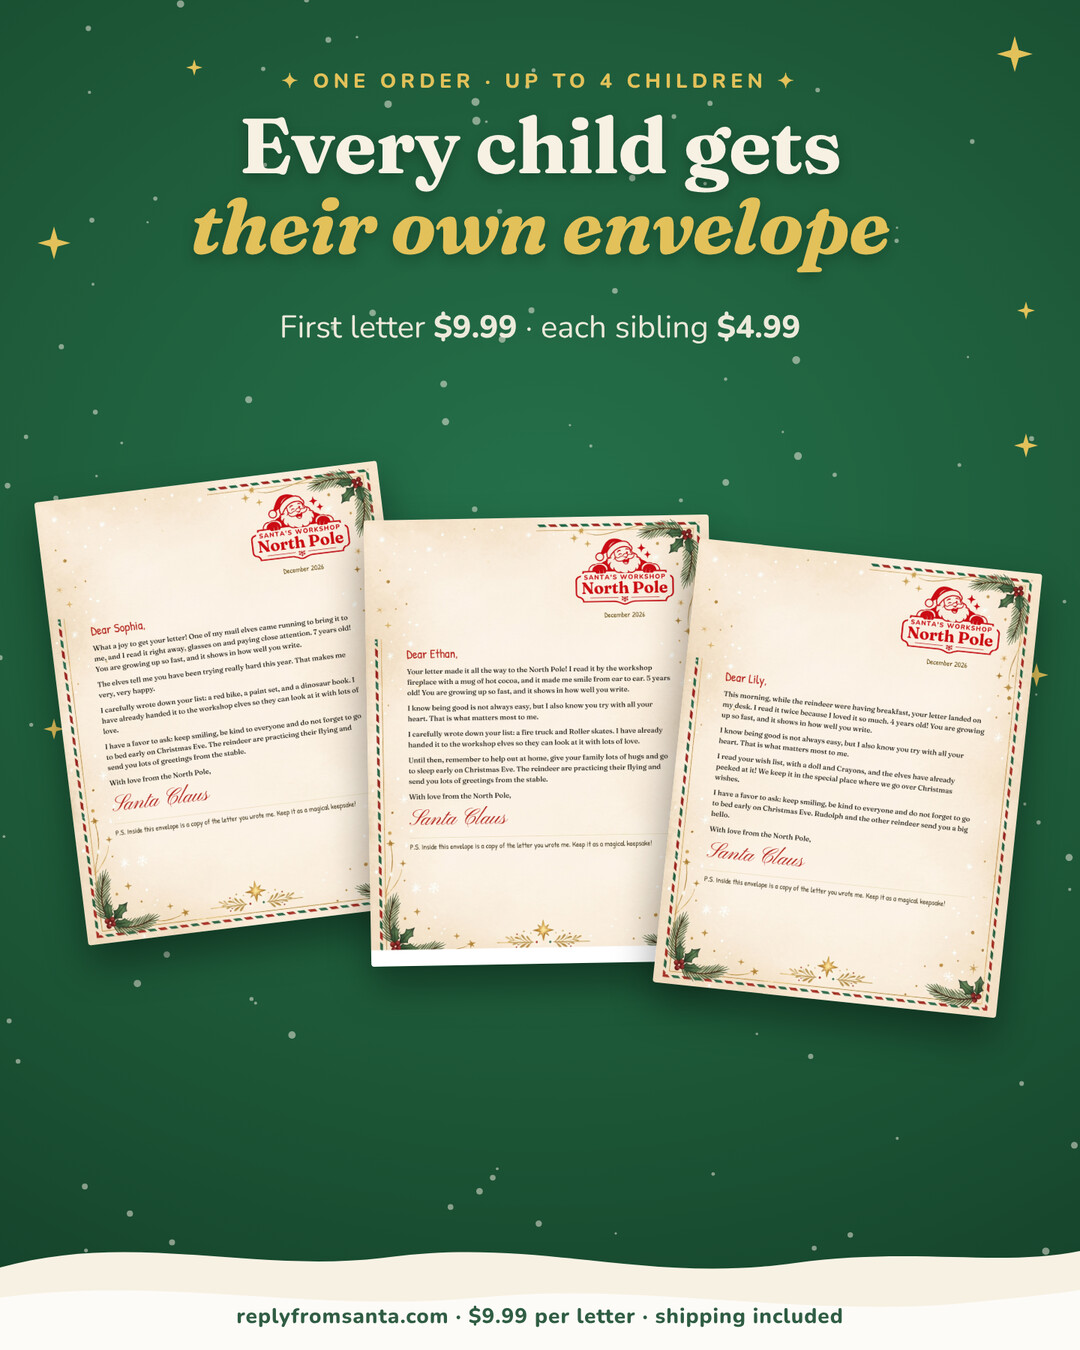 ONE ORDER · UP TO 4 CHILDREN
Every child gets
their own envelope
First letter $9.99 · each sibling $4.99
SANTA'S WORKSHOP
North Pole
December 2026
Dear Sophia,
What a joy to get your letter! One of my mail elves came running to bring it to
me, and I read it right away, glasses on and paying close attention. 7 years old!
You are growing up so fast, and it shows in how well you write.
The elves tell me you have been trying really hard this year. That makes me
very, very happy.
I carefully wrote down your list: a red bike, a paint set, and a dinosaur book. I
have already handed it to the workshop elves so they can look at it with lots of
love.
I have a favor to ask: keep smiling, be kind to everyone and do not forget to go
to bed early on Christmas Eve. The reindeer are practicing their flying and
send you lots of greetings from the stable.
With love from the North Pole,
Santa Claus
P.S. Inside this envelope is a copy of the letter you wrote me. Keep it as a magical keepsake!
SANTA'S WORKSHOP
North Pole
December 2026
Dear Ethan,
Your letter made it all the way to the North Pole! I read it by the workshop
fireplace with a mug of hot cocoa, and it made me smile from ear to ear. 5 years
old! You are growing up so fast, and it shows in how well you write.
I know being good is not always easy, but I also know you try with all your
heart. That is what matters most to me.
I carefully wrote down your list: a fire truck and Roller skates. I have already
handed it to the workshop elves so they can look at it with lots of love.
Until then, remember to help out at home, give your family lots of hugs and go
to sleep early on Christmas Eve. The reindeer are practicing their flying and
send you lots of greetings from the stable.
With love from the North Pole,
Santa Claus
P.S. Inside this envelope is a copy of the letter you wrote me. Keep it as a magical keepsake!
SANTA'S WORKSHOP
North Pole
December 2026
Dear Lily,
This morning, while the reindeer were having breakfast, your letter landed on
my desk. I read it twice because I loved it so much. 4 years old! You are growing
up so fast, and it shows in how well you write.
I know being good is not always easy, but I also know you try with all your
heart. That is what matters most to me.
I read your wish list, with a doll and Crayons, and the elves have already
peeked at it! We keep it in the special place where we go over Christmas
wishes.
I have a favor to ask: keep smiling, be kind to everyone and do not forget to go
to bed early on Christmas Eve. Rudolph and the other reindeer send you a big
hello.
With love from the North Pole,
Santa Claus
P.S. Inside this envelope is a copy of the letter you wrote me. Keep it as a magical keepsake!
replyfromsanta.com · $9.99 per letter · shipping included